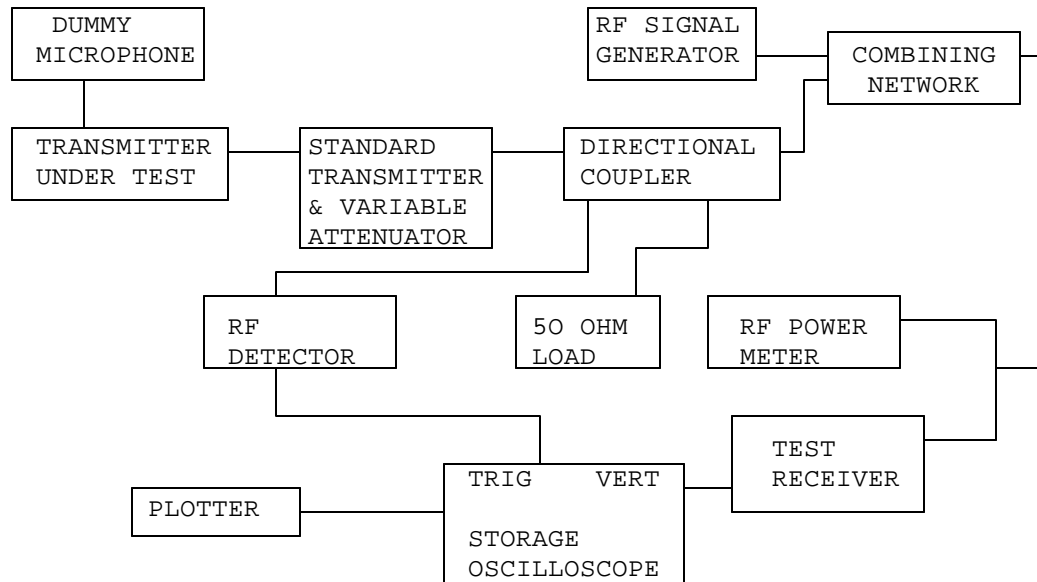 DUMMY
MICROPHONE
RF SIGNAL
GENERATOR
COMBINING
NETWORK
TRANSMITTER
UNDER TEST
STANDARD
TRANSMITTER
& VARIABLE
ATTENUATOR
DIRECTIONAL
COUPLER
RF
DETECTOR
50 OHM
LOAD
RF POWER
METER
TEST
RECEIVER
TRIG VERT
STORAGE
OSCILLOSCOPE
PLOTTER